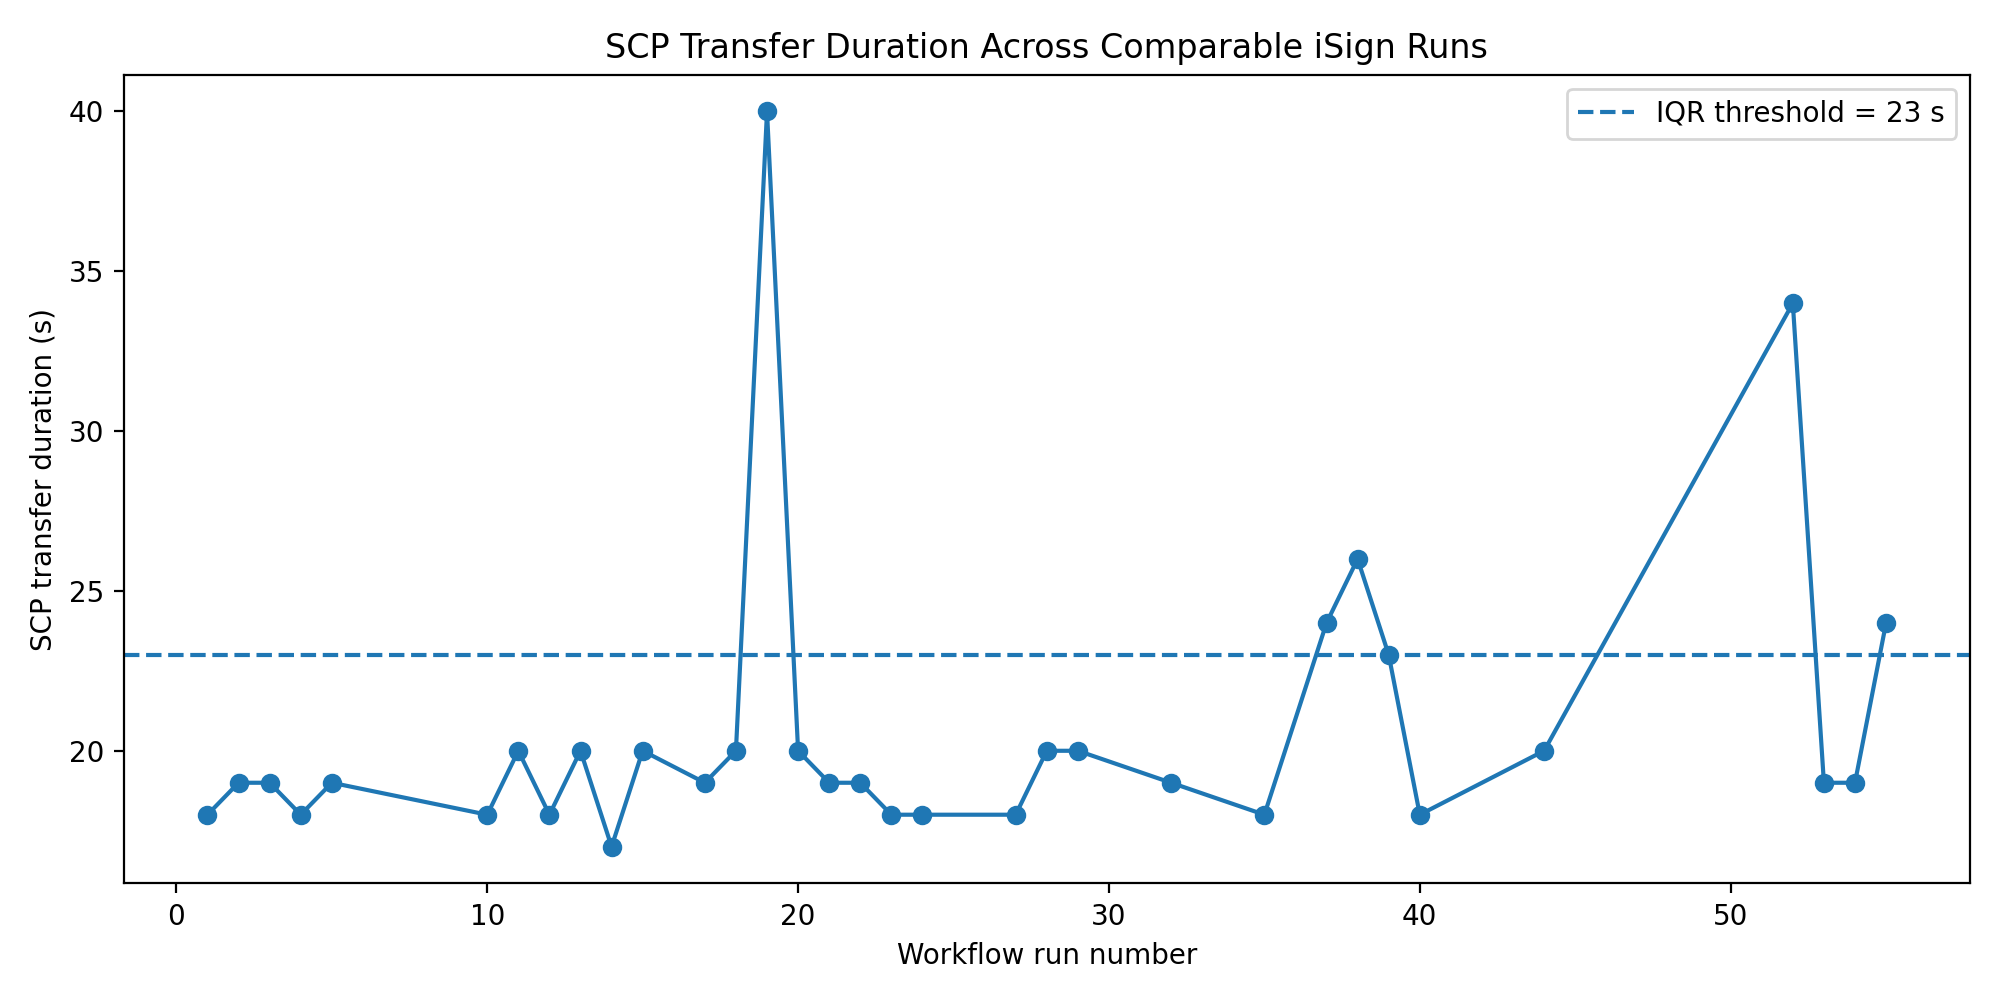 SCP Transfer Duration Across Comparable iSign Runs
IQR threshold = 23 s
SCP transfer duration (s)
40
35
30
25
20
0 10 20 30 40 50
Workflow run number